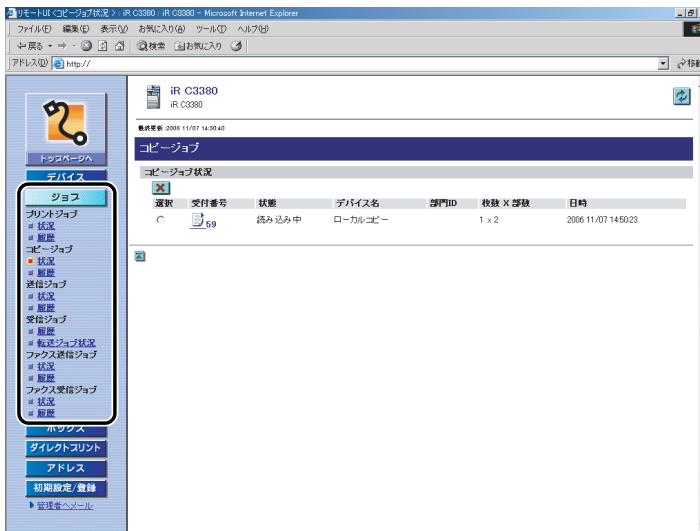 リモートUI <コピージョブ状況> : iR C3380 : iR C3380 - Microsoft Internet Explorer
ファイル(F) 編集(E) 表示(V) お気に入り(A) ツール(T) ヘルプ(H)
戻る
検索 お気に入り
アドレス(D) http:// 移動
iR C3380
iR C3380
最終更新 :2006 11/07 14:50:40
トップページへ
デバイス
ジョブ
プリントジョブ
状況
履歴
コピージョブ
状況
履歴
送信ジョブ
状況
履歴
受信ジョブ
履歴
転送ジョブ状況
ファクス送信ジョブ
状況
履歴
ファクス受信ジョブ
状況
履歴
ボックス
ダイレクトプリント
アドレス
初期設定/登録
管理者へメール
コピージョブ
コピージョブ状況
選択 受付番号 状態 デバイス名 部門ID 枚数 X 部数 日時
59 読み込み中 ローカルコピー 1 x 2 2006 11/07 14:50:23